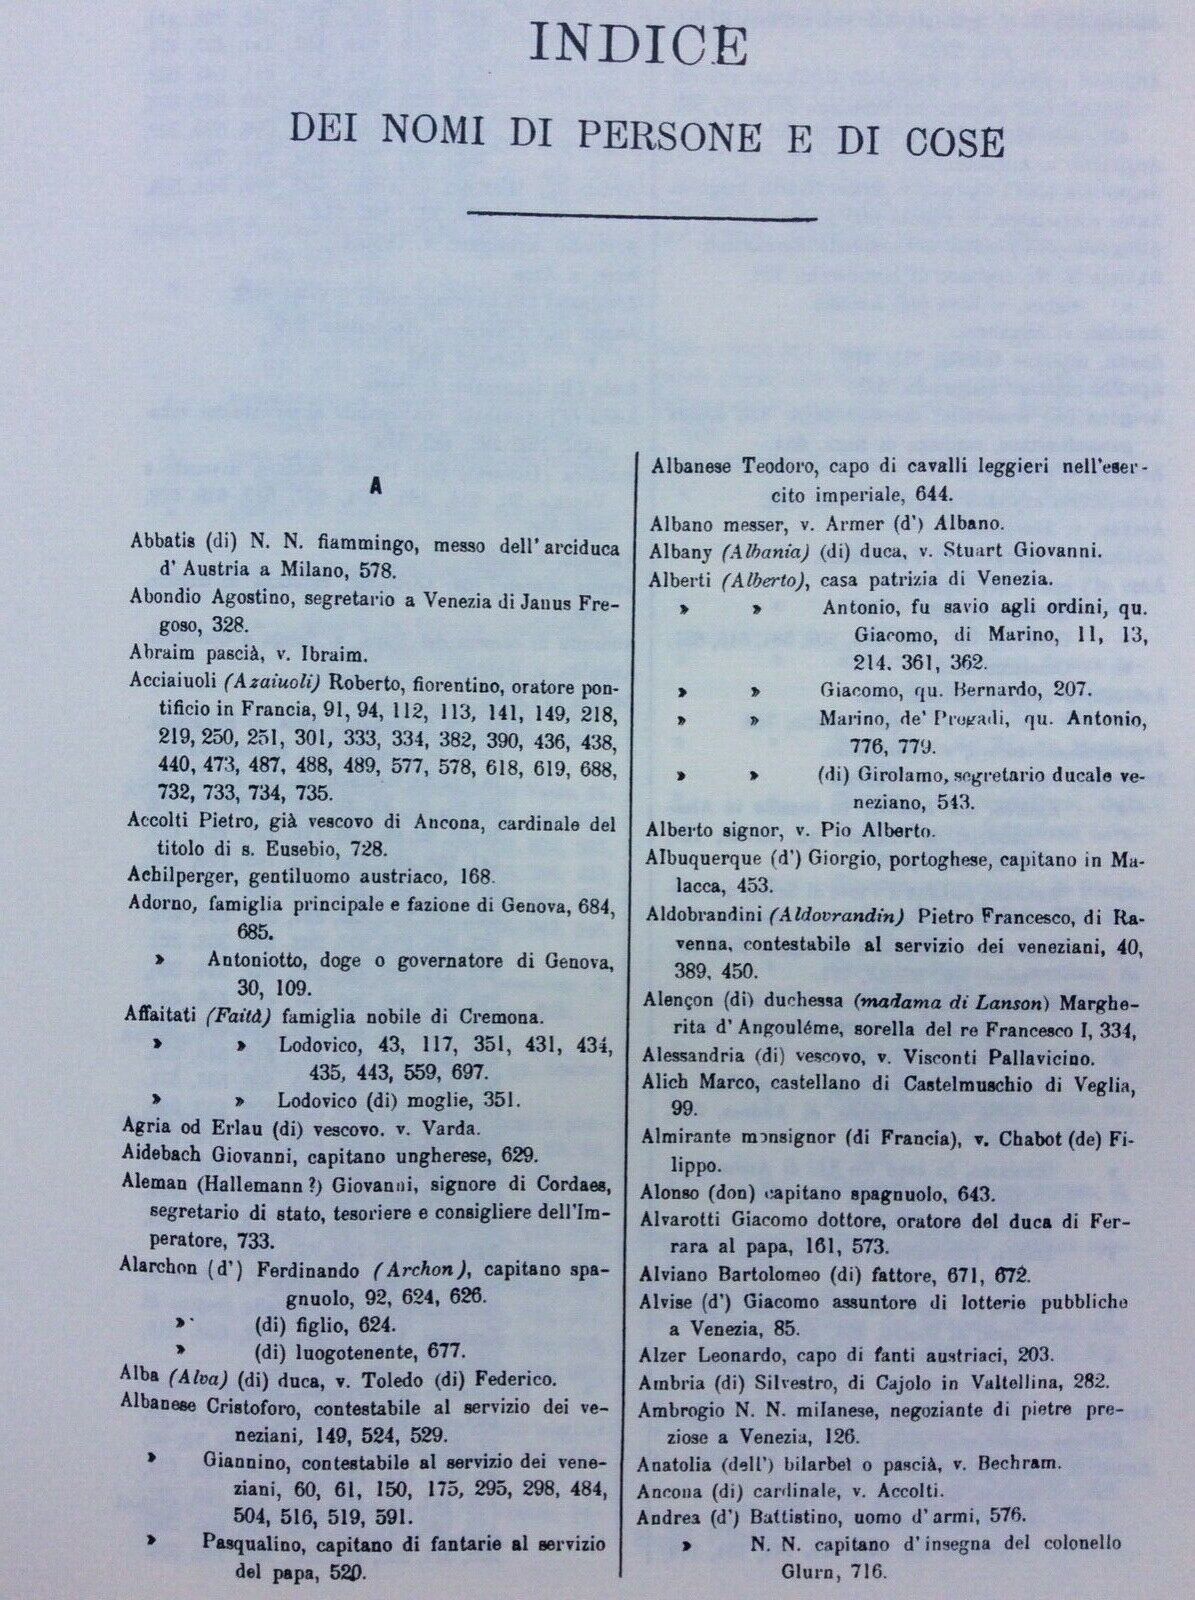 INDICE
DEI NOMI DI PERSONE E DI COSE
A
Abbatis (di) N. N. fiammingo, messo dell'arciduca
d'Austria a Milano, 578.
Abondio Agostino, segretario a Venezia di Janus Fre-
goso, 328.
Abraim pascià, v. Ibraim.
Acciaiuoli (Azaiuoli) Roberto, fiorentino, oratore pon-
tificio in Francia, 91, 94, 112, 113, 141, 149, 218,
219, 250, 251, 301, 333, 334, 382, 390, 436, 438,
440, 473, 487, 488, 489, 577, 578, 618, 619, 688,
732, 733, 734, 735.
Accolti Pietro, già vescovo di Ancona, cardinale del
titolo di s. Eusebio, 728.
Achilperger, gentiluomo austriaco, 168.
Adorno, famiglia principale e fazione di Genova, 684,
685.
» Antoniotto, doge o governatore di Genova,
30, 109.
Affaitati (Faità) famiglia nobile di Cremona.
» » Lodovico, 43, 117, 351, 431, 434,
435, 443, 559, 697.
» » Lodovico (di) moglie, 351.
Agria od Erlau (di) vescovo. v. Varda.
Aidebach Giovanni, capitano ungherese, 629.
Aleman (Hallemann?) Giovanni, signore di Cordaes,
segretario di stato, tesoriere e consigliere dell'Im-
peratore, 733.
Alarchon (d') Ferdinando (Archon), capitano spa-
gnuolo, 92, 624, 626.
» (di) figlio, 624.
» (di) luogotenente, 677.
Alba (Alva) (di) duca, v. Toledo (di) Federico.
Albanese Cristoforo, contestabile al servizio dei ve-
neziani, 149, 524, 529.
» Giannino, contestabile al servizio dei vene-
ziani, 60, 61, 150, 175, 295, 298, 484,
504, 516, 519, 591.
» Pasqualino, capitano di fantarie al servizio
del papa, 520.
Albanese Teodoro, capo di cavalli leggieri nell'eser-
cito imperiale, 644.
Albano messer, v. Armer (d') Albano.
Albany (Albania) (di) duca, v. Stuart Giovanni.
Alberti (Alberto), casa patrizia di Venezia.
» » Antonio, fu savio agli ordini, qu.
Giacomo, di Marino, 11, 13,
214. 361, 362.
» » Giacomo, qu. Bernardo, 207.
» » Marino, de' Pregadi, qu. Antonio,
776, 779.
» » (di) Girolamo, segretario ducale ve-
neziano, 543.
Alberto signor, v. Pio Alberto.
Albuquerque (d') Giorgio, portoghese, capitano in Ma-
lacca, 453.
Aldobrandini (Aldovrandin) Pietro Francesco, di Ra-
venna, contestabile al servizio dei veneziani, 40,
389, 450.
Alençon (di) duchessa (madama di Lanson) Marghe-
rita d'Angouléme, sorella del re Francesco I, 334,
Alessandria (di) vescovo, v. Visconti Pallavicino.
Alich Marco, castellano di Castelmuschio di Veglia,
99.
Almirante monsignor (di Francia), v. Chabot (de) Fi-
lippo.
Alonso (don) capitano spagnuolo, 643.
Alvarotti Giacomo dottore, oratore del duca di Fer-
rara al papa, 161, 573.
Alviano Bartolomeo (di) fattore, 671, 672.
Alvise (d') Giacomo assuntore di lotterie pubbliche
a Venezia, 85.
Alzer Leonardo, capo di fanti austriaci, 203.
Ambria (di) Silvestro, di Cajolo in Valtellina, 282.
Ambrogio N. N. milanese, negoziante di pietre pre-
ziose a Venezia, 126.
Anatolia (dell') bilarbei o pascià, v. Bechram.
Ancona (di) cardinale, v. Accolti.
Andrea (d') Battistino, uomo d'armi, 576.
» N. N. capitano d'insegna del colonello
Glurn, 716.